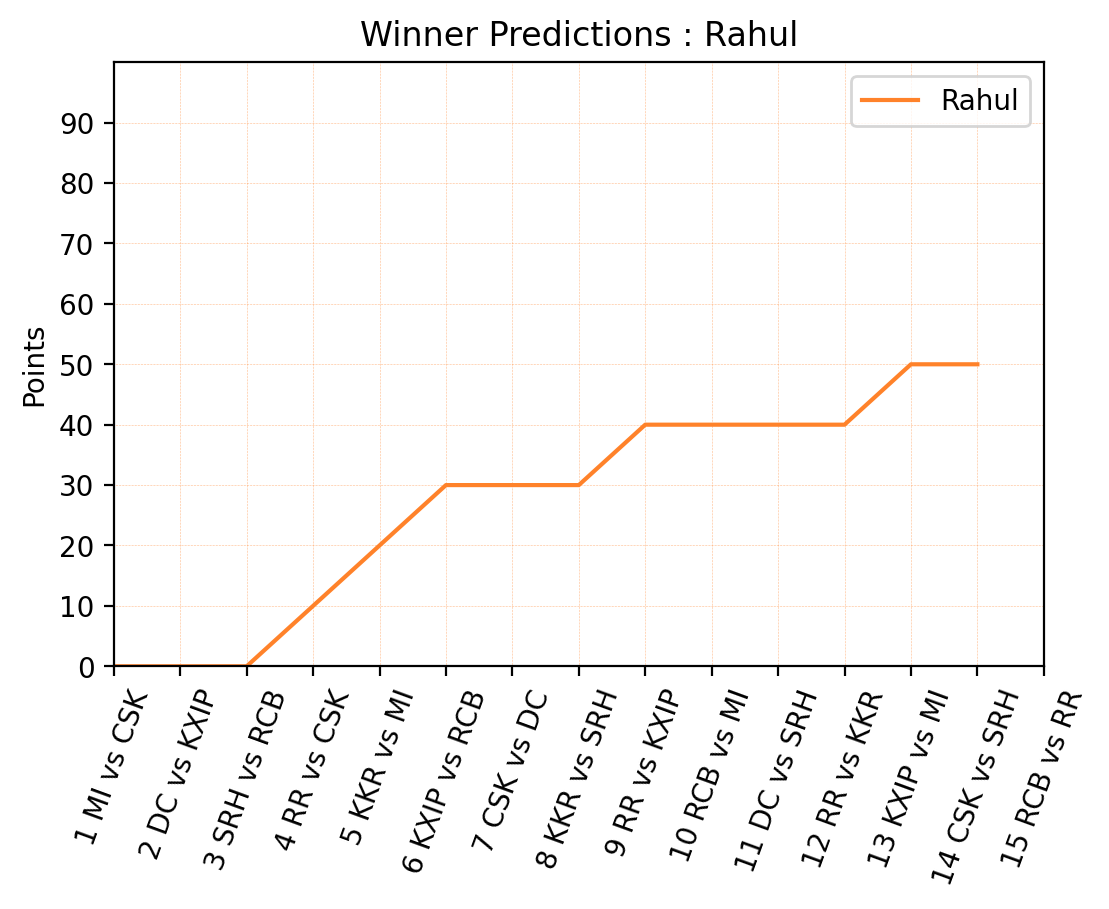 Winner Predictions : Rahul
Rahul
Points
90
80
70
60
50
40
30
20
10
0
1 MI vs CSK
2 DC vs KXIP
3 SRH vs RCB
4 RR vs CSK
5 KKR vs MI
6 KXIP vs RCB
7 CSK vs DC
8 KKR vs SRH
9 RR vs KXIP
10 RCB vs MI
11 DC vs SRH
12 RR vs KKR
13 KXIP vs MI
14 CSK vs SRH
15 RCB vs RR